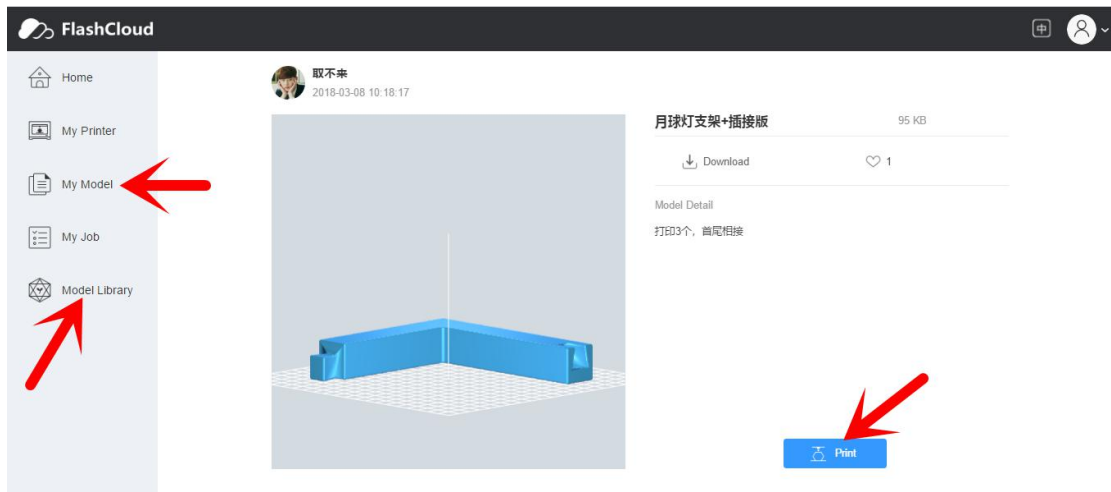 FlashCloud
中
Home
My Printer
My Model
My Job
Model Library
取不来
2018-03-08 10:18:17
月球灯支架+插接版
95 KB
Download
1
Model Detail
打印3个，首尾相接
Print